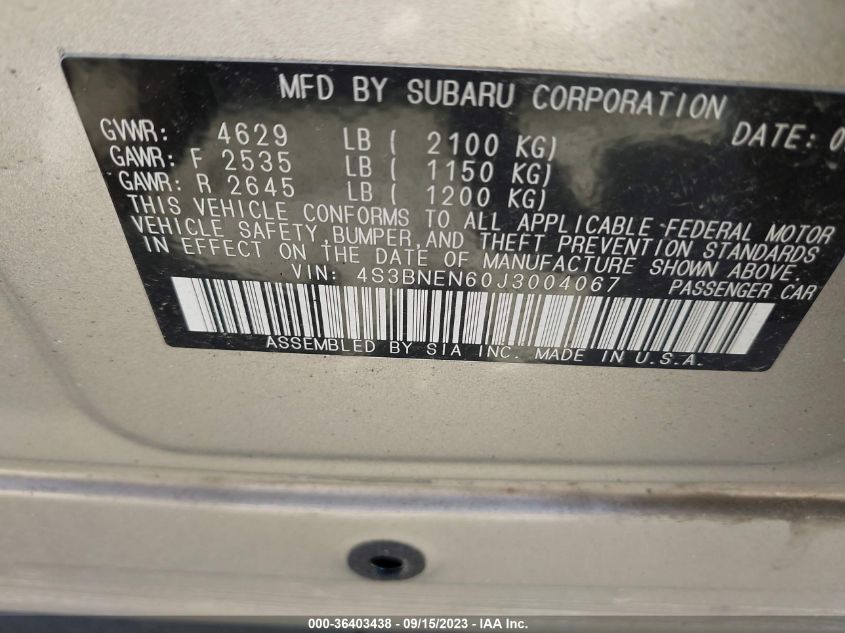 MFD BY SUBARU CORPORATION
GVWR: 4629 LB ( 2100 KG) DATE: 0
GAWR: F 2535 LB ( 1150 KG)
GAWR: R 2645 LB ( 1200 KG)
THIS VEHICLE CONFORMS TO ALL APPLICABLE FEDERAL MOTOR
VEHICLE SAFETY, BUMPER, AND THEFT PREVENTION STANDARDS
IN EFFECT ON THE DATE OF MANUFACTURE SHOWN ABOVE.
VIN: 4S3BNEN60J3004067 PASSENGER CAR
ASSEMBLED BY SIA INC. MADE IN U.S.A.
000-36403438 - 09/15/2023 - IAA Inc.